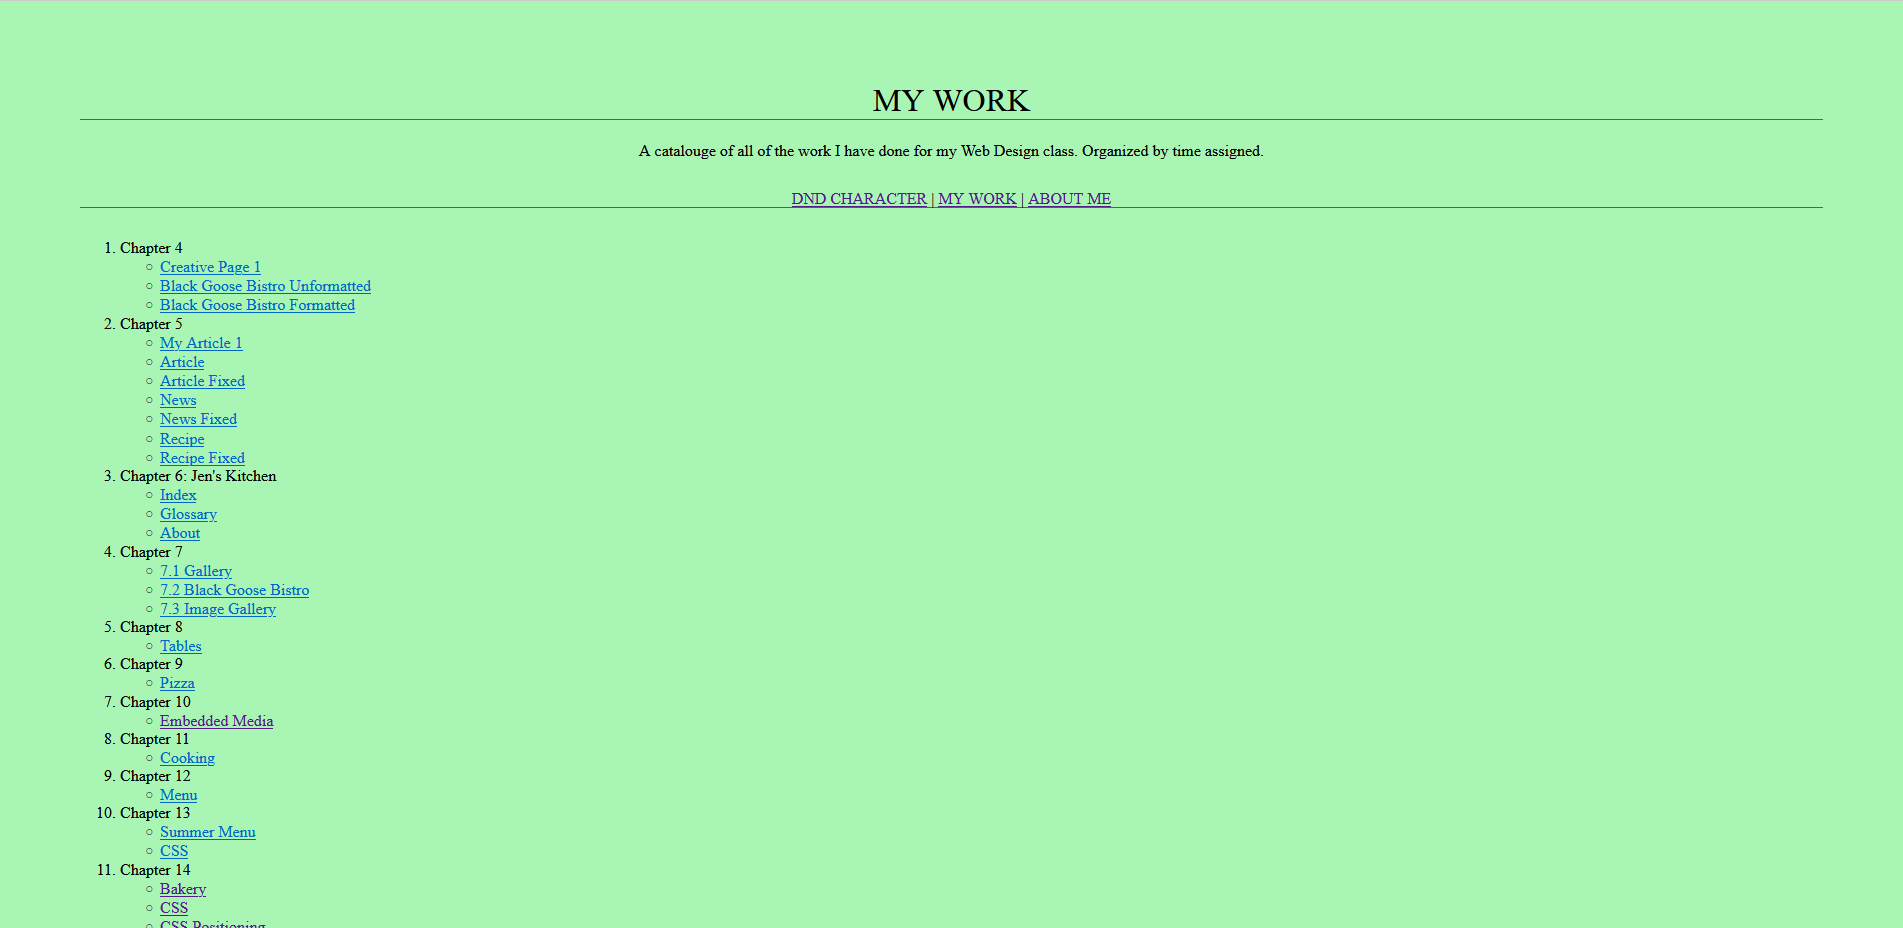 MY WORK
A catalouge of all of the work I have done for my Web Design class. Organized by time assigned.
DND CHARACTER | MY WORK | ABOUT ME
1. Chapter 4
○ Creative Page 1
○ Black Goose Bistro Unformatted
○ Black Goose Bistro Formatted
2. Chapter 5
○ My Article 1
○ Article
○ Article Fixed
○ News
○ News Fixed
○ Recipe
○ Recipe Fixed
3. Chapter 6: Jen's Kitchen
○ Index
○ Glossary
○ About
4. Chapter 7
○ 7.1 Gallery
○ 7.2 Black Goose Bistro
○ 7.3 Image Gallery
5. Chapter 8
○ Tables
6. Chapter 9
○ Pizza
7. Chapter 10
○ Embedded Media
8. Chapter 11
○ Cooking
9. Chapter 12
○ Menu
10. Chapter 13
○ Summer Menu
○ CSS
11. Chapter 14
○ Bakery
○ CSS
○ CSS Positioning